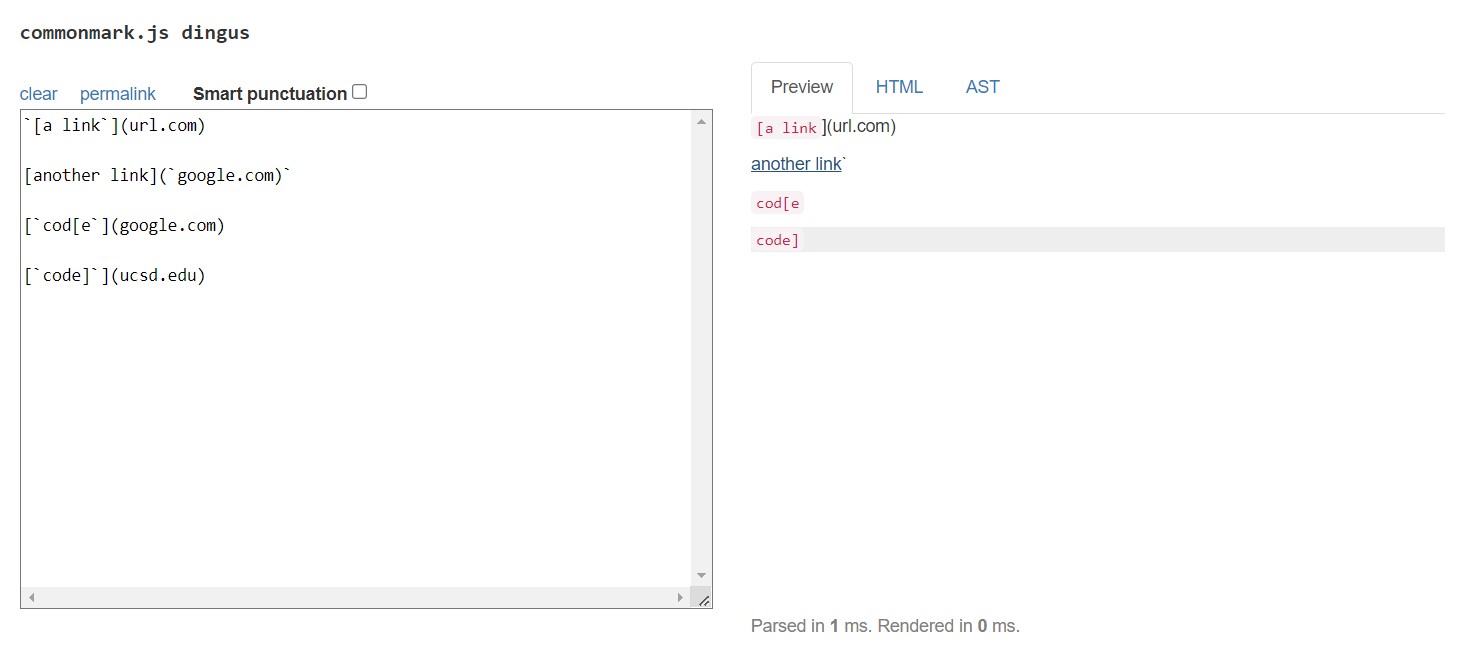 commonmark.js dingus
clear permalink Smart punctuation
`[a link`](url.com)
[another link](`google.com)`
[`cod[e`](google.com)
[`code]`](ucsd.edu)
Preview HTML AST
[a link ](url.com)
another link`
cod[e
code]
Parsed in 1 ms. Rendered in 0 ms.